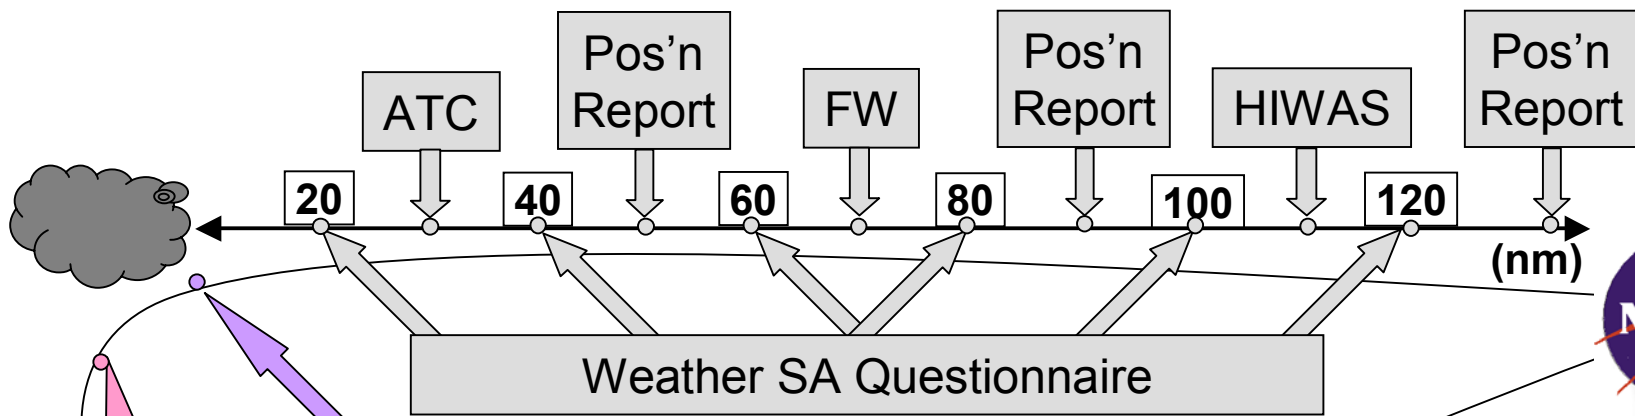 Pos'n
Report
Pos'n
Report
Pos'n
Report
ATC
FW
HIWAS
20
40
60
80
100
120
(nm)
Weather SA Questionnaire